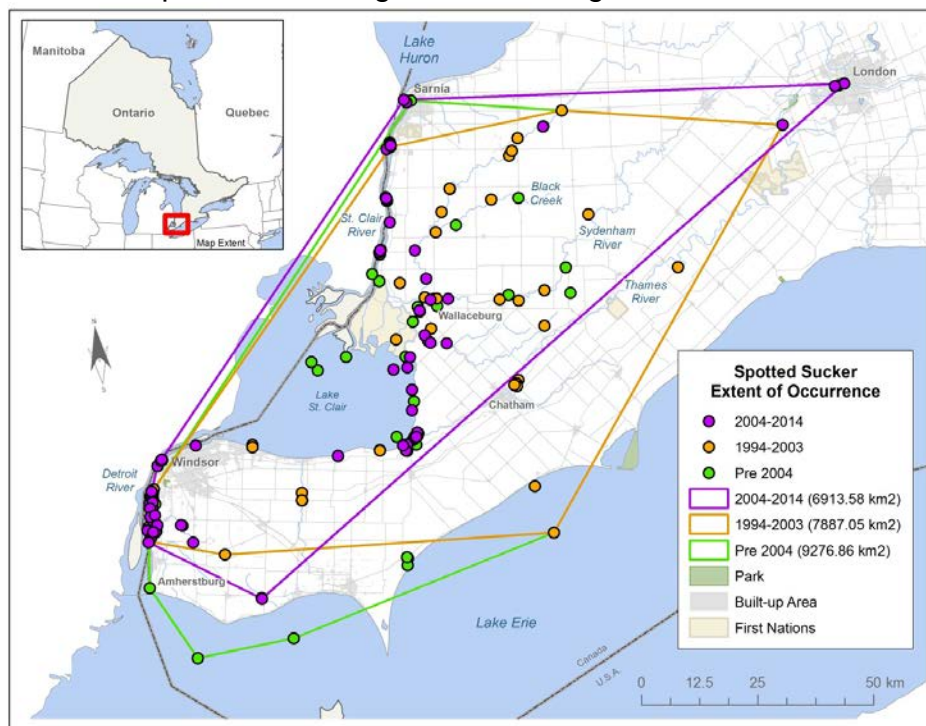 Manitoba
Ontario
Quebec
Map Extent
Lake
Huron
Sarnia
London
St. Clair
River
Black
Creek
Sydenham
River
Thames
River
Wallaceburg
Lake
St. Clair
Chatham
Detroit
River
Windsor
Amherstburg
Lake Erie
Canada
U.S.A.
N
Spotted Sucker
Extent of Occurrence
2004-2014
1994-2003
Pre 2004
2004-2014 (6913.58 km2)
1994-2003 (7887.05 km2)
Pre 2004 (9276.86 km2)
Park
Built-up Area
First Nations
0 12.5 25 50 km